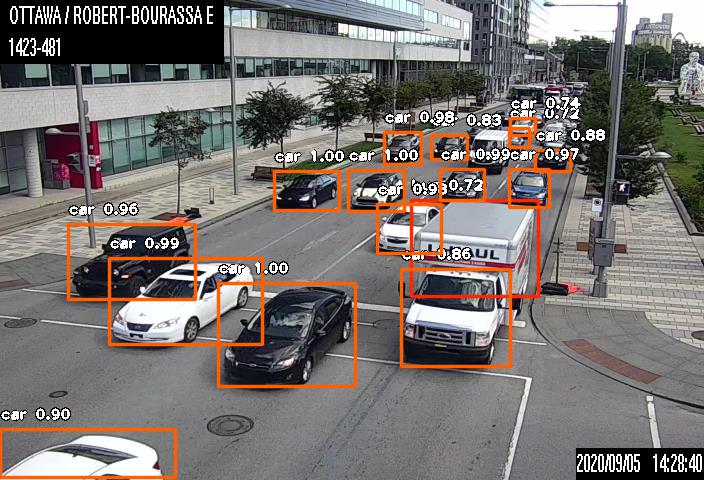 OTTAWA / ROBERT-BOURASSA E
1423-481
car 0.74
0.72
car 0.98
0.83
car 0.88
car 1.00
car 1.00
car 0.99
car 0.97
0.72
car 0.96
car 0.99
U-HAUL
car 1.00
car 0.86
car 0.90
2020/09/05 14:28:40